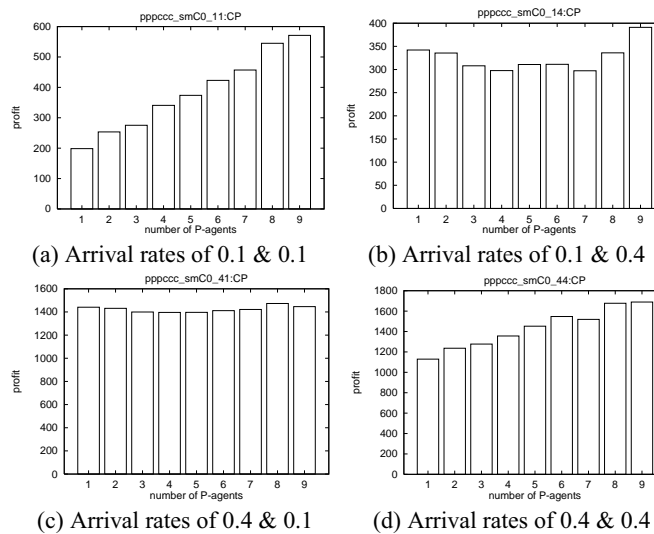 pppccc_smC0_11:CP
600
500
400
300
200
100
0
profit
1 2 3 4 5 6 7 8 9
number of P-agents
(a) Arrival rates of 0.1 & 0.1
pppccc_smC0_14:CP
400
350
300
250
200
150
100
50
0
profit
1 2 3 4 5 6 7 8 9
number of P-agents
(b) Arrival rates of 0.1 & 0.4
pppccc_smC0_41:CP
1600
1400
1200
1000
800
600
400
200
0
profit
1 2 3 4 5 6 7 8 9
number of P-agents
(c) Arrival rates of 0.4 & 0.1
pppccc_smC0_44:CP
1800
1600
1400
1200
1000
800
600
400
200
0
profit
1 2 3 4 5 6 7 8 9
number of P-agents
(d) Arrival rates of 0.4 & 0.4